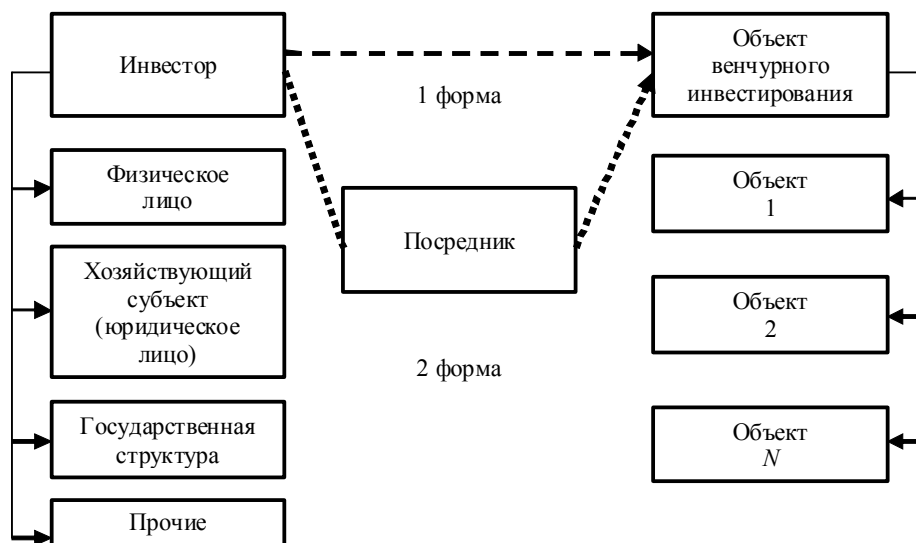 Инвестор
Физическое
лицо
Хозяйствующий
субъект
(юридическое
лицо)
Государственная
структура
Прочие
1 форма
Посредник
2 форма
Объект
венчурного
инвестирования
Объект
1
Объект
2
Объект
N